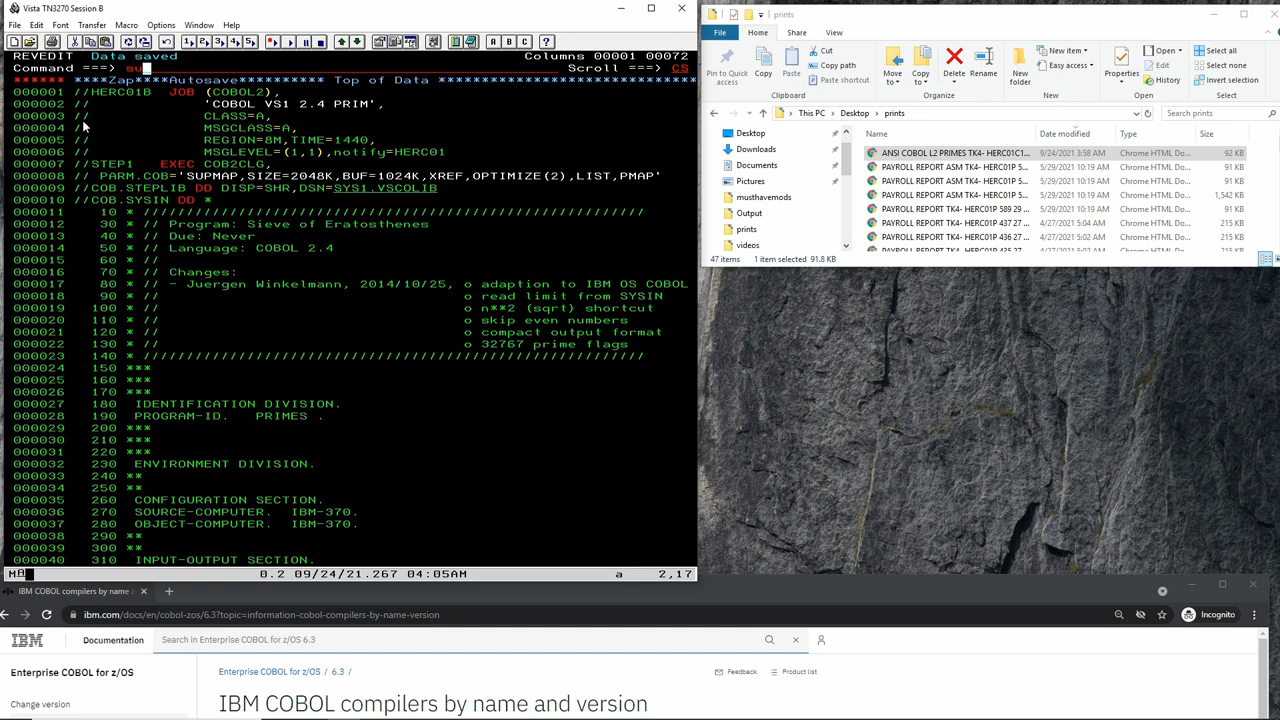 Vista TN3270 Session B
File Edit Font Transfer Macro Options Window Help
REVEDIT Data saved Columns 00001 00072
Command ===> su Scroll ===> CS
****** ****Zap**Autosave************ Top of Data *****************************
000001 //HERC01B JOB (COBOL2),
000002 // 'COBOL VS1 2.4 PRIM',
000003 // CLASS=A,
000004 // MSGCLASS=A,
000005 // REGION=8M,TIME=1440,
000006 // MSGLEVEL=(1,1),notify=HERC01
000007 //STEP1 EXEC COB2CLG,
000008 // PARM.COB='SUPMAP,SIZE=2048K,BUF=1024K,XREF,OPTIMIZE(2),LIST,PMAP'
000009 //COB.STEPLIB DD DISP=SHR,DSN=SYS1.VSCOLIB
000010 //COB.SYSIN DD *
000011 10 * ////////////////////////////////////////////////////////////
000012 30 * // Program: Sieve of Eratosthenes
000013 40 * // Due: Never
000014 50 * // Language: COBOL 2.4
000015 60 * //
000016 70 * // Changes:
000017 80 * // - Juergen Winkelmann, 2014/10/25, o adaption to IBM OS COBOL
000018 90 * // o read limit from SYSIN
000019 100 * // o n**2 (sqrt) shortcut
000020 110 * // o skip even numbers
000021 120 * // o compact output format
000022 130 * // o 32767 prime flags
000023 140 * ////////////////////////////////////////////////////////////
000024 150 ***
000025 160 ***
000026 170 ***
000027 180 IDENTIFICATION DIVISION.
000028 190 PROGRAM-ID. PRIMES .
000029 200 ***
000030 210 ***
000031 220 ***
000032 230 ENVIRONMENT DIVISION.
000033 240 **
000034 250 **
000035 260 CONFIGURATION SECTION.
000036 270 SOURCE-COMPUTER. IBM-370.
000037 280 OBJECT-COMPUTER. IBM-370.
000038 290 **
000039 300 **
000040 310 INPUT-OUTPUT SECTION.
0.2 09/24/21.267 04:05AM a 2,17
prints
File Home Share View
Pin to Quick access
Copy
Paste
Cut
Copy path
Paste shortcut
Clipboard
Move to
Copy to
Delete
Rename
Organize
New folder
New item
Easy access
New
Properties
Open
Edit
History
Open
Select all
Select none
Invert selection
Select
This PC > Desktop > prints
Search prints
Desktop
Downloads
Documents
Pictures
musthavemods
Output
prints
videos
Name Date modified Type Size
ANSI COBOL L2 PRIMES TK4- HERC01C1... 9/24/2021 3:58 AM Chrome HTML Do... 92 KB
PAYROLL REPORT ASM TK4- HERC01P 5... 5/29/2021 10:19 AM Chrome HTML Do... 91 KB
PAYROLL REPORT ASM TK4- HERC01P 5... 5/29/2021 10:19 AM Chrome HTML Do... 1,542 KB
PAYROLL REPORT TK4- HERC01P 589 29 ... 5/29/2021 10:19 AM Chrome HTML Do... 91 KB
PAYROLL REPORT TK4- HERC01P 437 27 ... 4/27/2021 5:04 AM Chrome HTML Do... 215 KB
PAYROLL REPORT TK4- HERC01P 436 27 ... 4/27/2021 5:02 AM Chrome HTML Do... 215 KB
PAYROLL REPORT TK4- HERC01P 435 27 ... 4/27/2021 5:01 AM Chrome HTML Do... 215 KB
47 items 1 item selected 91.8 KB
IBM COBOL compilers by name a
ibm.com/docs/en/cobol-zos/6.3?topic=information-cobol-compilers-by-name-version
Incognito
IBM Documentation
Search in Enterprise COBOL for z/OS 6.3
Enterprise COBOL for z/OS
Change version
Enterprise COBOL for z/OS / 6.3 /
Feedback
Product list
IBM COBOL compilers by name and version